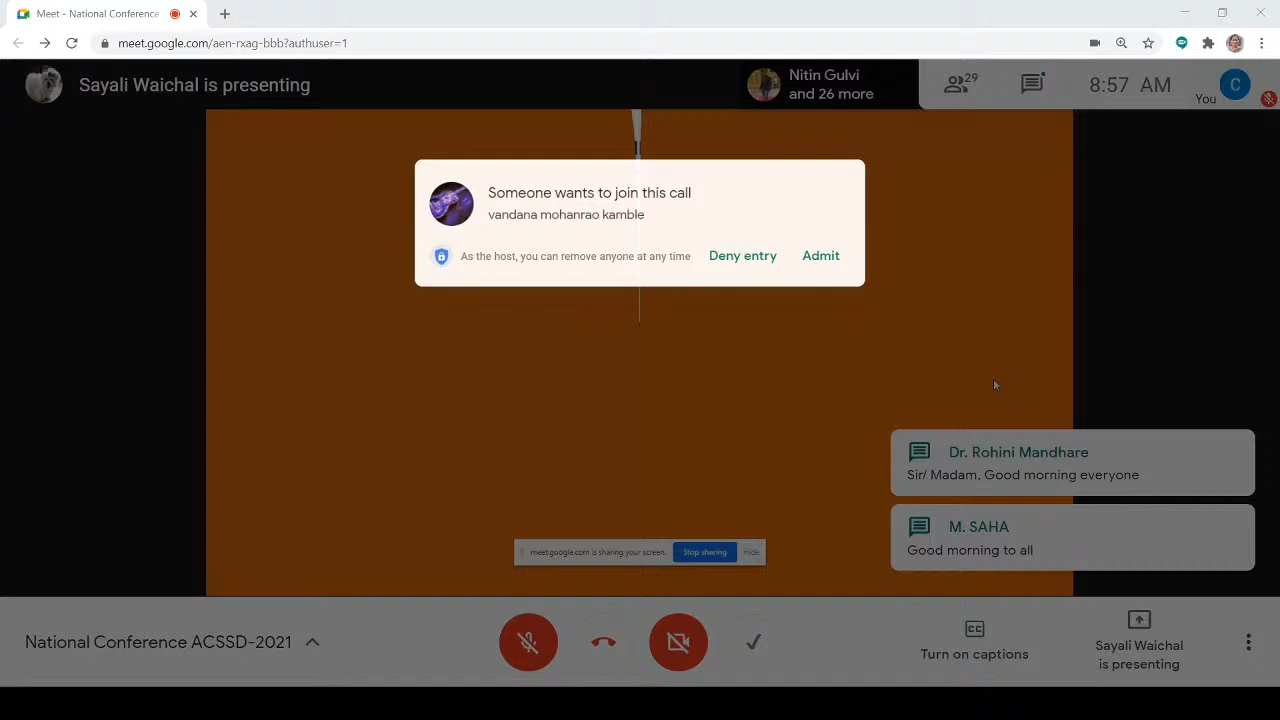 Meet - National Conference
meet.google.com/aen-rxag-bbb?authuser=1
Sayali Waichal is presenting
Nitin Gulvi
and 26 more
29
8:57 AM
You
C
Someone wants to join this call
vandana mohanrao kamble
As the host, you can remove anyone at any time
Deny entry
Admit
Dr. Rohini Mandhare
Sir/ Madam, Good morning everyone
M. SAHA
Good morning to all
meet.google.com is sharing your screen.
Stop sharing
Hide
National Conference ACSSD-2021
CC
Turn on captions
Sayali Waichal
is presenting